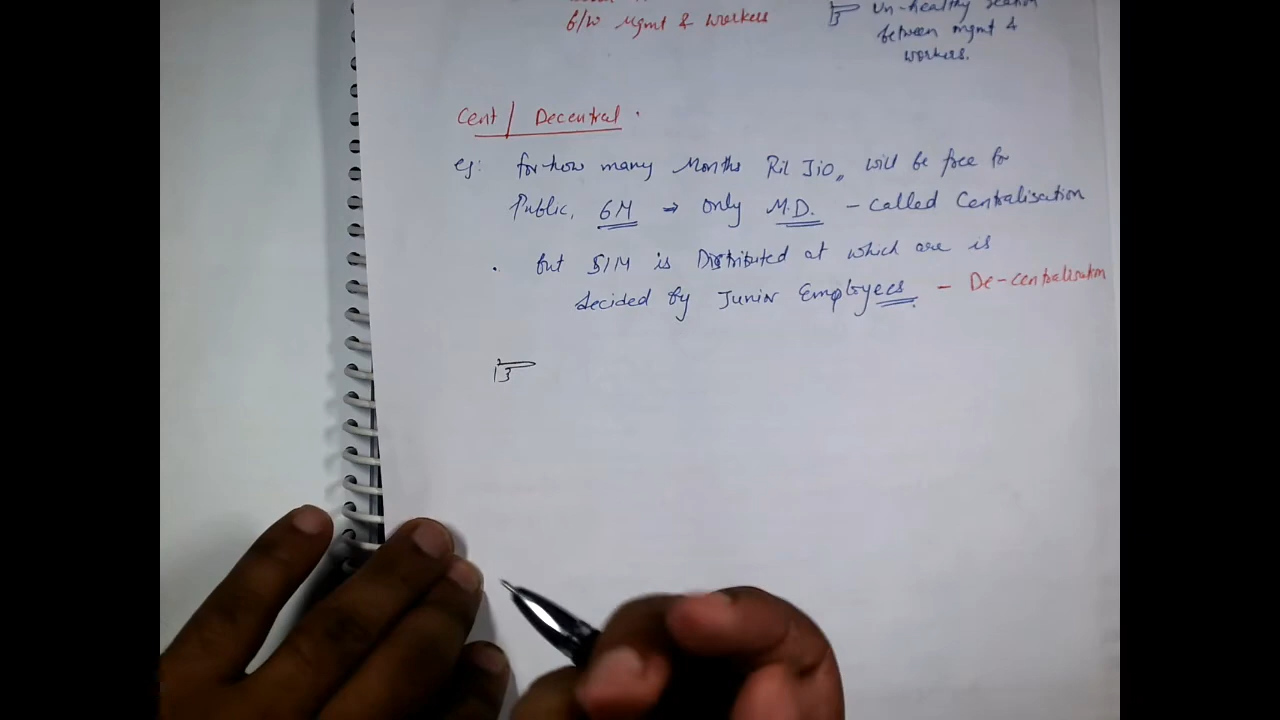 b/w Mgmt & workers
Un-healthy
between mgmt &
workers.
Cent / Decentral.
eg: for how many Months Ril Jio,, will be free for
Public, 6M → only M.D. - called Centralisation
. but SIM is Distributed at which are is
decided by Junior Employees - De-centralisation